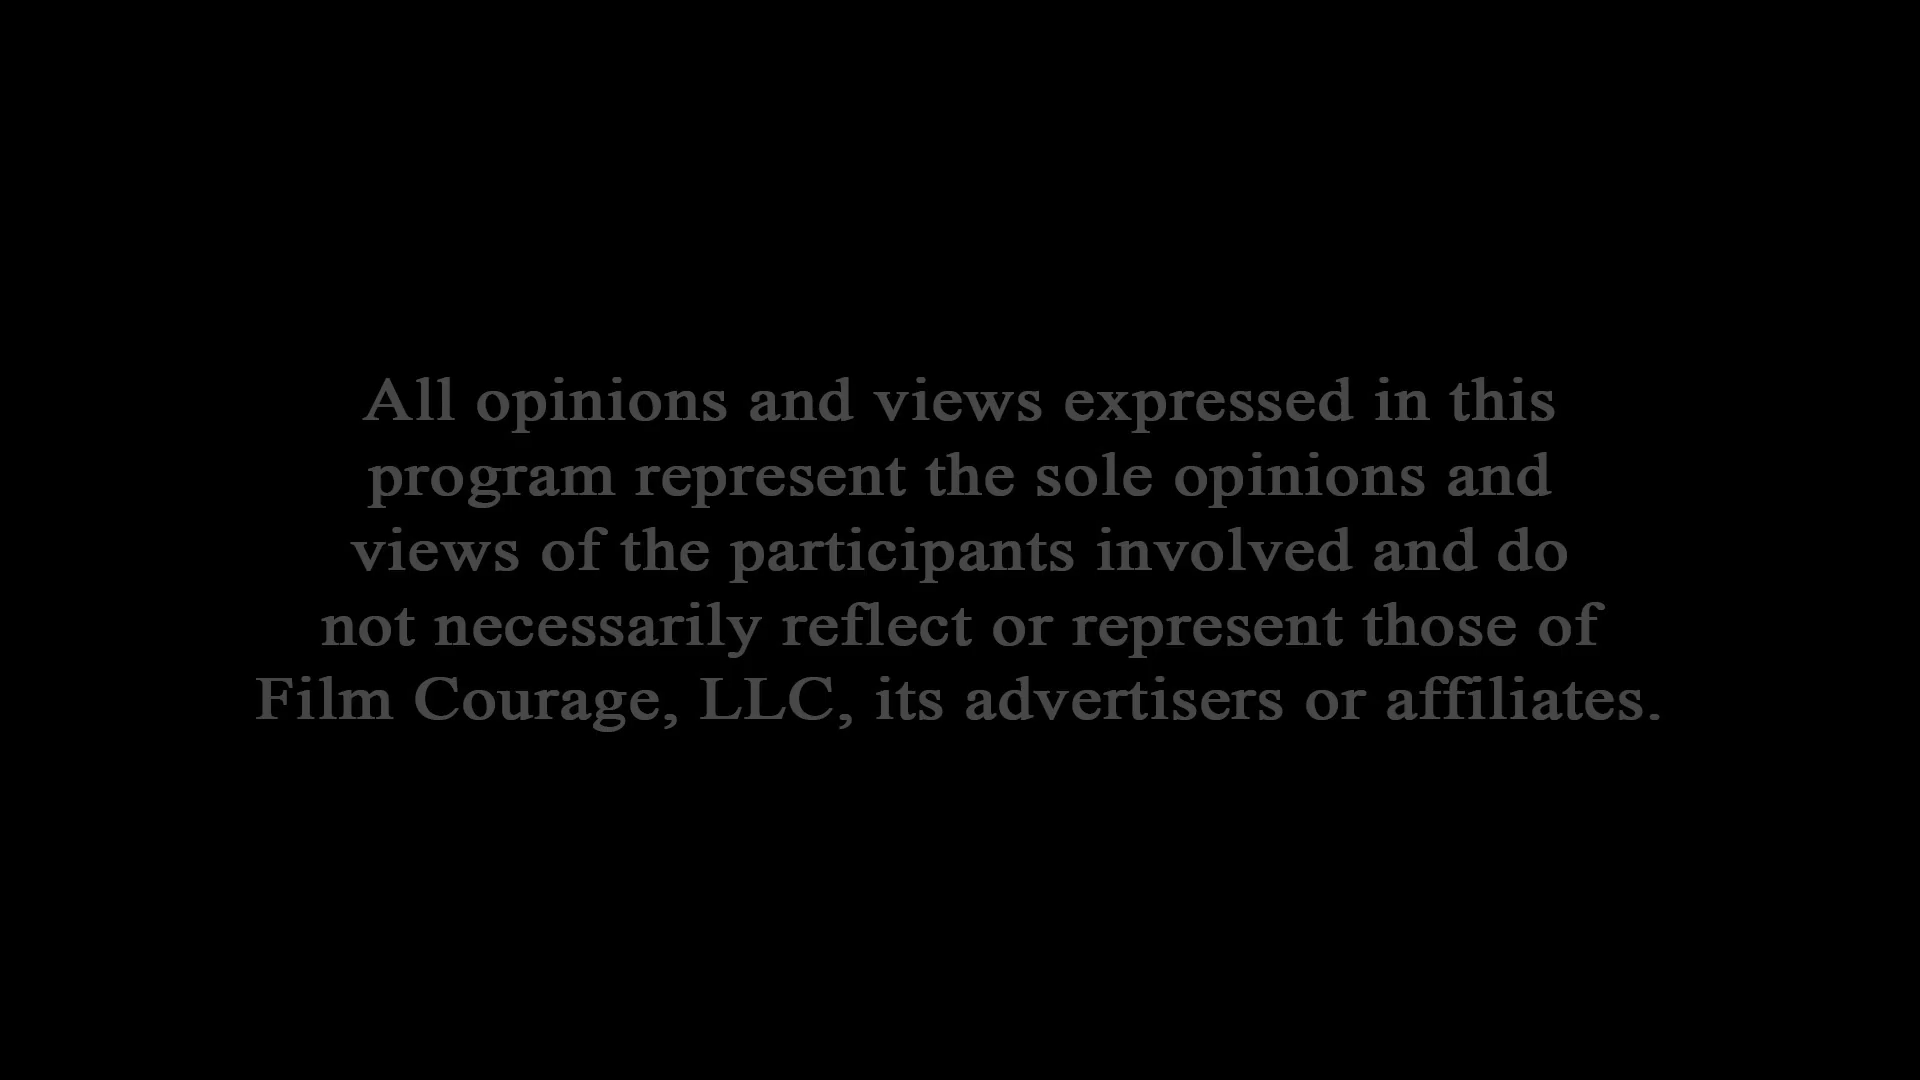 All opinions and views expressed in this
program represent the sole opinions and
views of the participants involved and do
not necessarily reflect or represent those of
Film Courage, LLC, its advertisers or affiliates.